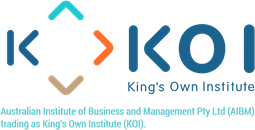 KOI
King's Own Institute
Australian Institute of Business and Management Pty Ltd (AIBM)
trading as King's Own Institute (KOI).